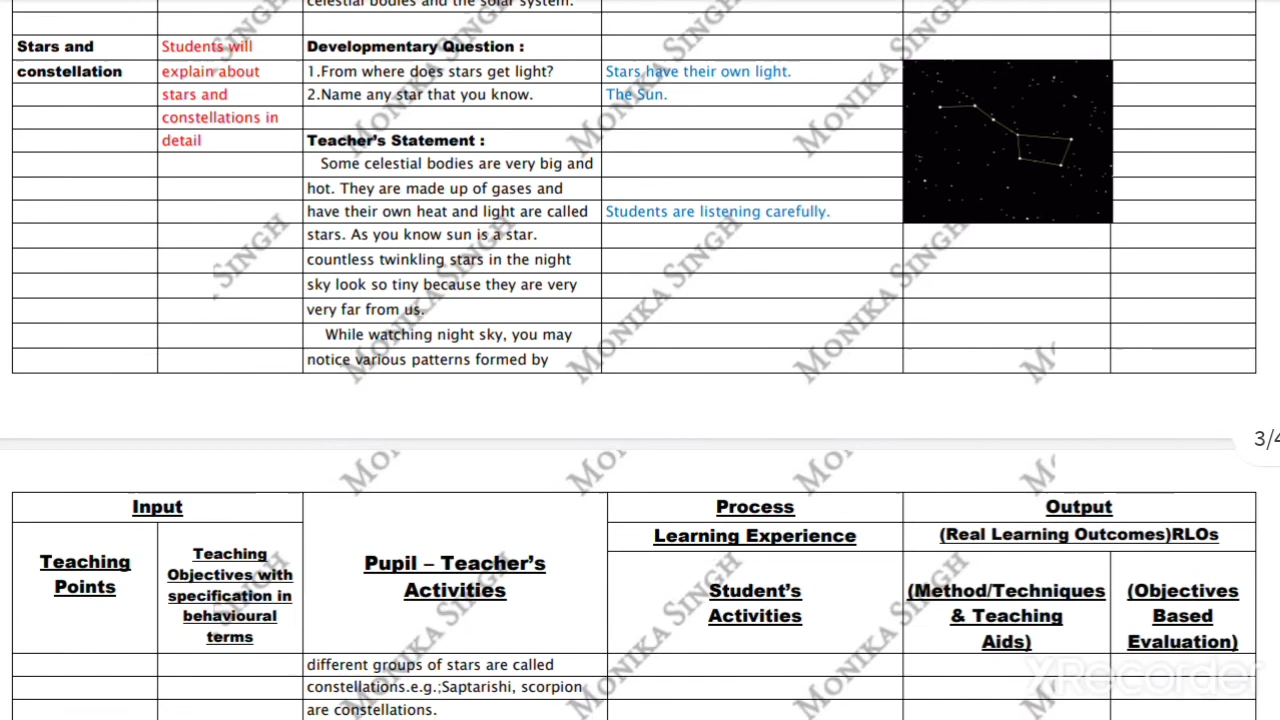 celestial bodies and the solar system.
Stars and
constellation
Students will
explain about
stars and
constellations in
detail
Developmentary Question :
1.From where does stars get light?
2.Name any star that you know.
Stars have their own light.
The Sun.
Teacher's Statement :
Some celestial bodies are very big and
hot. They are made up of gases and
have their own heat and light are called
stars. As you know sun is a star.
countless twinkling stars in the night
sky look so tiny because they are very
very far from us.
While watching night sky, you may
notice various patterns formed by
Students are listening carefully.
3/4
Input
Process
Output
Learning Experience
(Real Learning Outcomes)RLOs
Teaching
Points
Teaching
Objectives with
specification in
behavioural
terms
Pupil – Teacher's
Activities
Student's
Activities
(Method/Techniques
& Teaching
Aids)
(Objectives
Based
Evaluation)
different groups of stars are called
constellations.e.g.;Saptarishi, scorpion
are constellations.
MONIKA SINGH
XRecorder